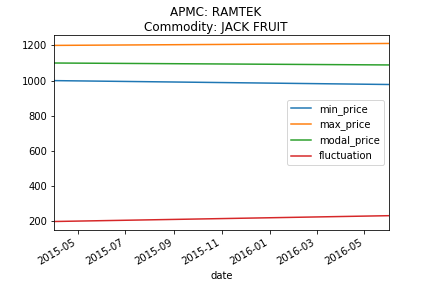 APMC: RAMTEK
Commodity: JACK FRUIT
1200
1000
800
600
400
200
min_price
max_price
modal_price
fluctuation
2015-05
2015-07
2015-09
2015-11
2016-01
2016-03
2016-05
date